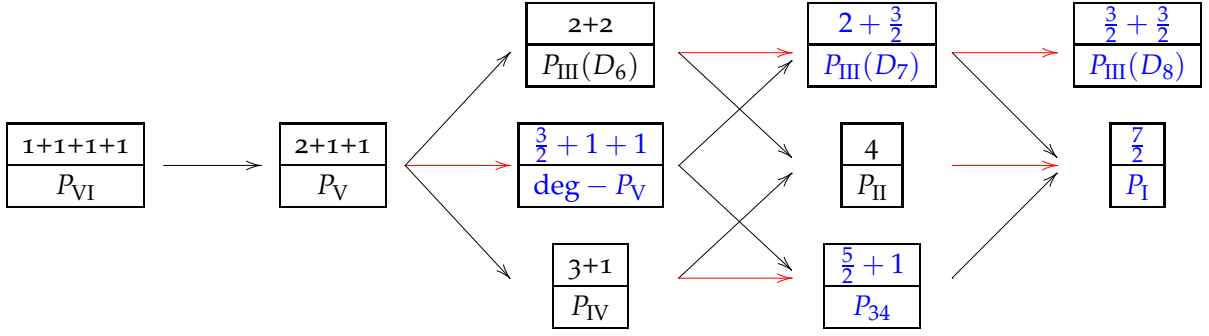 2+2
P_III(D_6)
2 + 3/2
P_III(D_7)
3/2 + 3/2
P_III(D_8)
1+1+1+1
P_VI
2+1+1
P_V
3/2 + 1 + 1
deg − P_V
4
P_II
7/2
P_I
3+1
P_IV
5/2 + 1
P_34